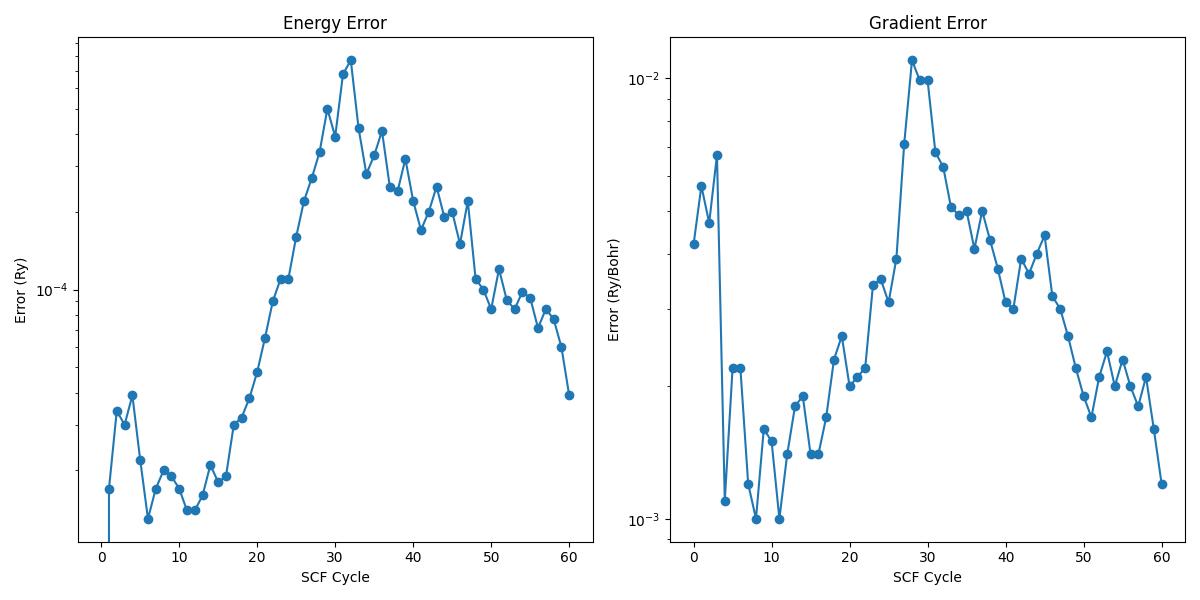 Energy Error
Error (Ry)
10⁻⁴
0 10 20 30 40 50 60
SCF Cycle
Gradient Error
Error (Ry/Bohr)
10⁻²
10⁻³
0 10 20 30 40 50 60
SCF Cycle